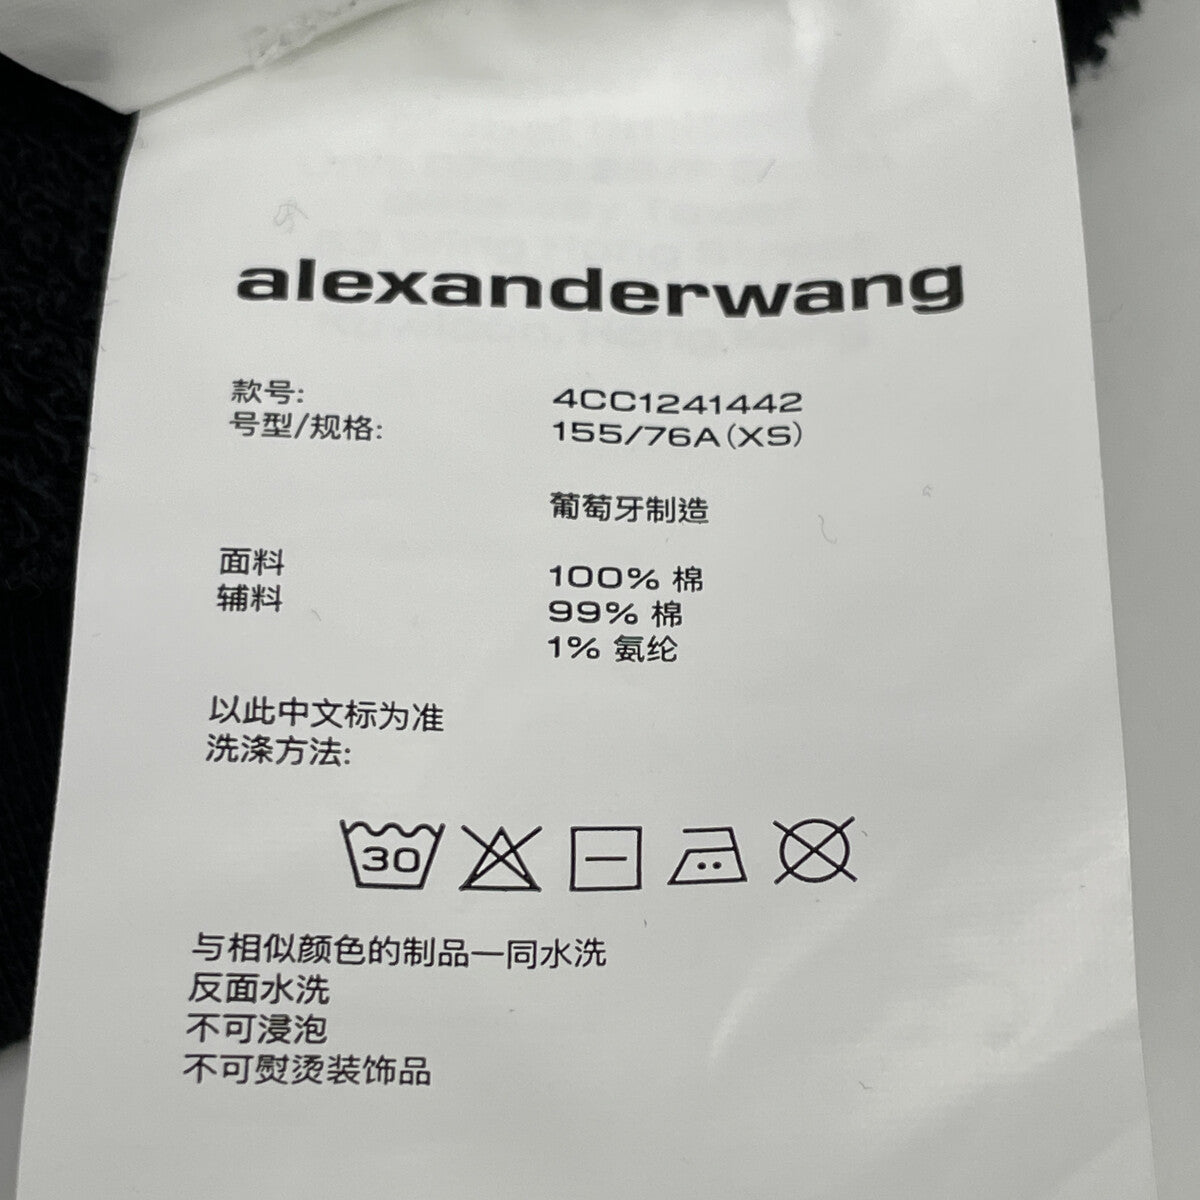 alexanderwang
款号: 4CC1241442
号型/规格: 155/76A(XS)
葡萄牙制造
面料 100% 棉
辅料 99% 棉
1% 氨纶
以此中文标为准
洗涤方法:
30
与相似颜色的制品一同水洗
反面水洗
不可浸泡
不可熨烫装饰品